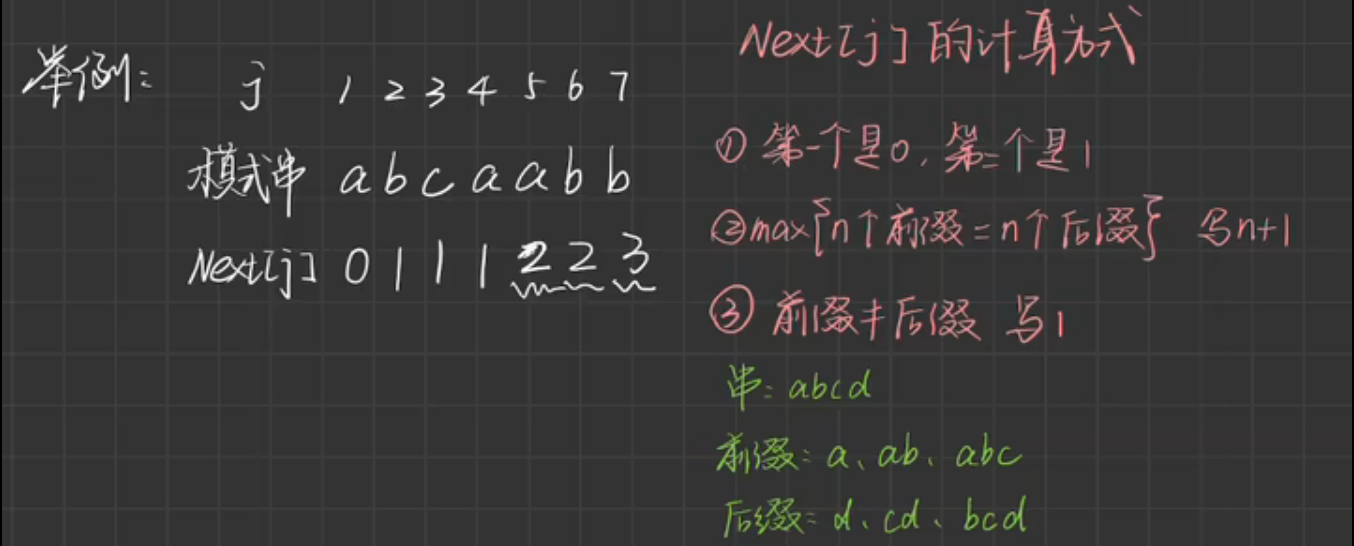 举例: j 1 2 3 4 5 6 7
模式串 a b c a a b b
Next[j] 0 1 1 1 2 2 3
Next[j]的计算方式
① 第一个是0,第二个是1
②max{n个前缀=n个后缀} 写n+1
③ 前缀≠后缀 写1
串:abcd
前缀:a、ab、abc
后缀:d、cd、bcd